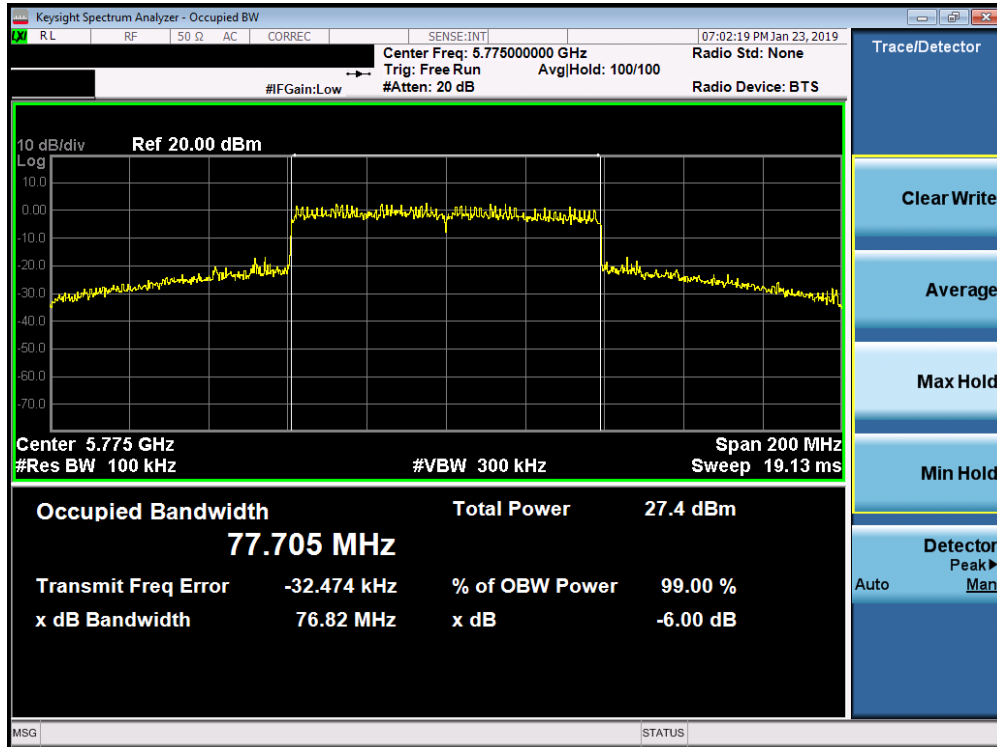 Keysight Spectrum Analyzer - Occupied BW
LXI RL RF 50 Ω AC CORREC SENSE:INT 07:02:19 PM Jan 23, 2019
Center Freq: 5.775000000 GHz Radio Std: None
Trig: Free Run Avg|Hold: 100/100
#IFGain:Low #Atten: 20 dB Radio Device: BTS
10 dB/div Ref 20.00 dBm
Log
10.0
0.00
-10.0
-20.0
-30.0
-40.0
-50.0
-60.0
-70.0
Center 5.775 GHz Span 200 MHz
#Res BW 100 kHz #VBW 300 kHz Sweep 19.13 ms
Occupied Bandwidth Total Power 27.4 dBm
77.705 MHz
Transmit Freq Error -32.474 kHz % of OBW Power 99.00 %
x dB Bandwidth 76.82 MHz x dB -6.00 dB
MSG STATUS
Trace/Detector
Clear Write
Average
Max Hold
Min Hold
Detector
Peak▶
Auto Man